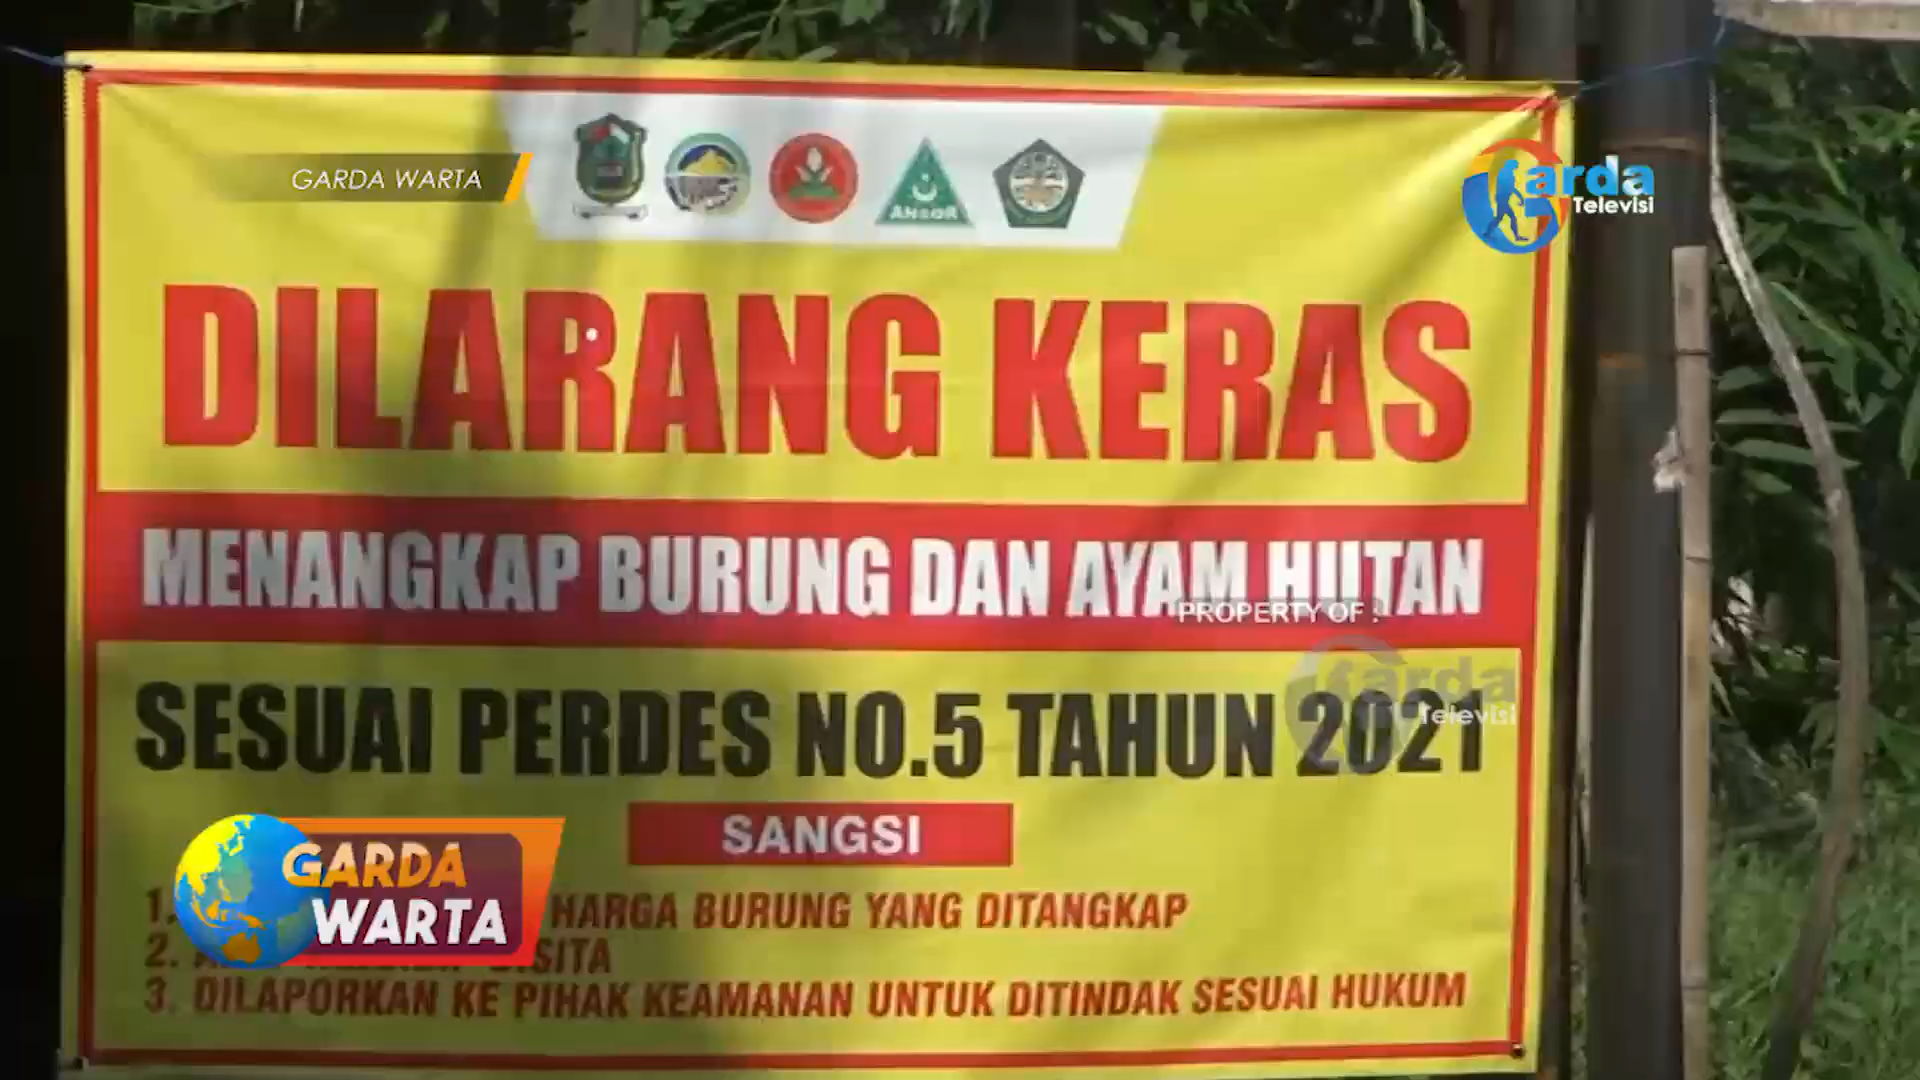 GARDA WARTA
ANSOR
arda
Televisi
DILARANG KERAS
MENANGKAP BURUNG DAN AYAM HUTAN
PROPERTY OF :
arda
Televisi
SESUAI PERDES NO.5 TAHUN 2021
SANGSI
GARDA
WARTA
1. HARGA BURUNG YANG DITANGKAP
2.
3. DILAPORKAN KE PIHAK KEAMANAN UNTUK DITINDAK SESUAI HUKUM